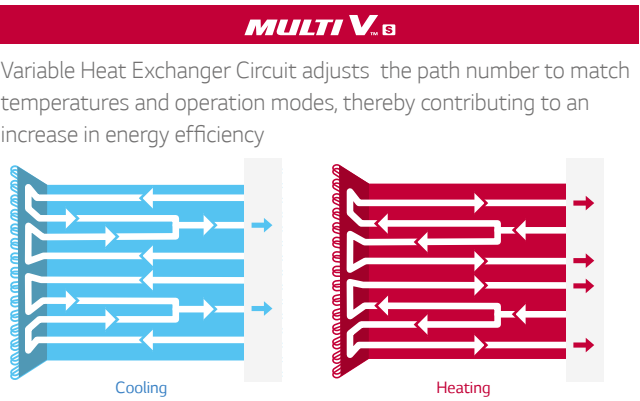 MULTI V™ S
Variable Heat Exchanger Circuit adjusts the path number to match
temperatures and operation modes, thereby contributing to an
increase in energy efficiency
Cooling
Heating